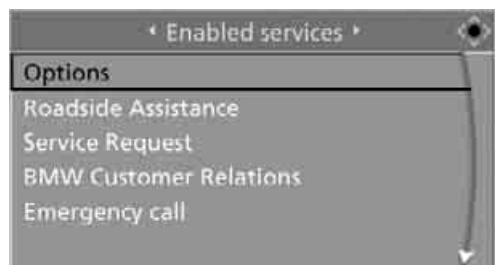 Enabled services
Options
Roadside Assistance
Service Request
BMW Customer Relations
Emergency call